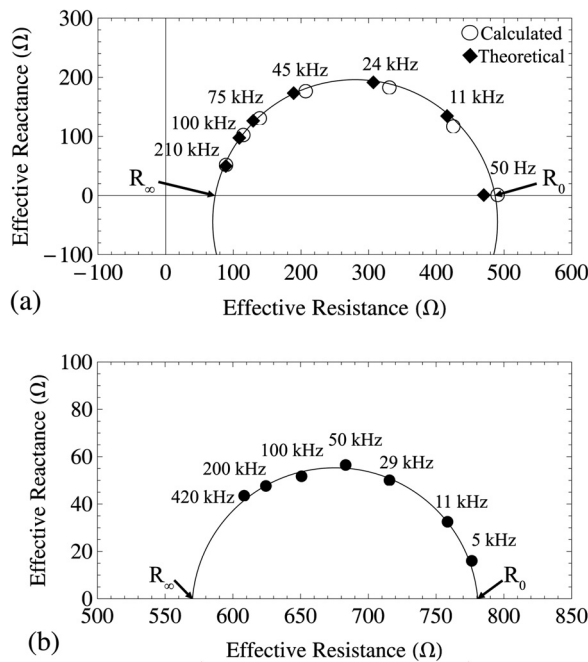 (a)
300
200
100
0
−100
Effective Reactance (Ω)
Calculated
Theoretical
24 kHz
45 kHz
75 kHz
11 kHz
100 kHz
210 kHz
50 Hz
R∞
R0
−100 0 100 200 300 400 500 600
Effective Resistance (Ω)
(b)
100
80
60
40
20
0
Effective Reactance (Ω)
50 kHz
100 kHz
29 kHz
200 kHz
420 kHz
11 kHz
5 kHz
R∞
R0
500 550 600 650 700 750 800 850
Effective Resistance (Ω)